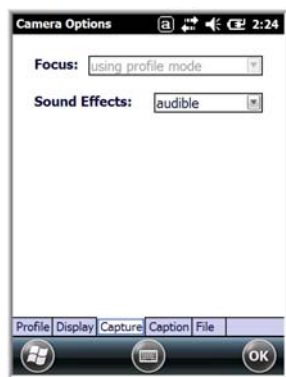 Camera Options a 2:24
Focus: using profile mode
Sound Effects: audible
Profile Display Capture Caption File
OK